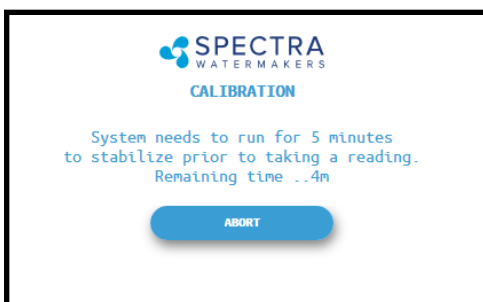 SPECTRA
WATERMAKERS
CALIBRATION
System needs to run for 5 minutes
to stabilize prior to taking a reading.
Remaining time ..4m
ABORT